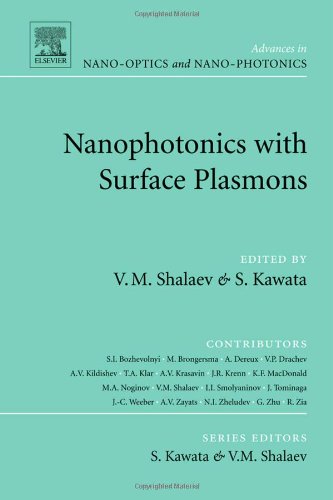 ELSEVIER
Advances in
NANO-OPTICS and NANO-PHOTONICS
Nanophotonics with
Surface Plasmons
EDITED BY
V. M. Shalaev & S. Kawata
CONTRIBUTORS
S.I. Bozhevolnyi · M. Brongersma · A. Dereux · V.P. Drachev
A.V. Kildishev · T.A. Klar · A.V. Krasavin · J.R. Krenn · K.F. MacDonald
M.A. Noginov · V.M. Shalaev · I.I. Smolyaninov · J. Tominaga
J.-C. Weeber · A.V. Zayats · N.I. Zheludev · G. Zhu · R. Zia
SERIES EDITORS
S. Kawata & V.M. Shalaev